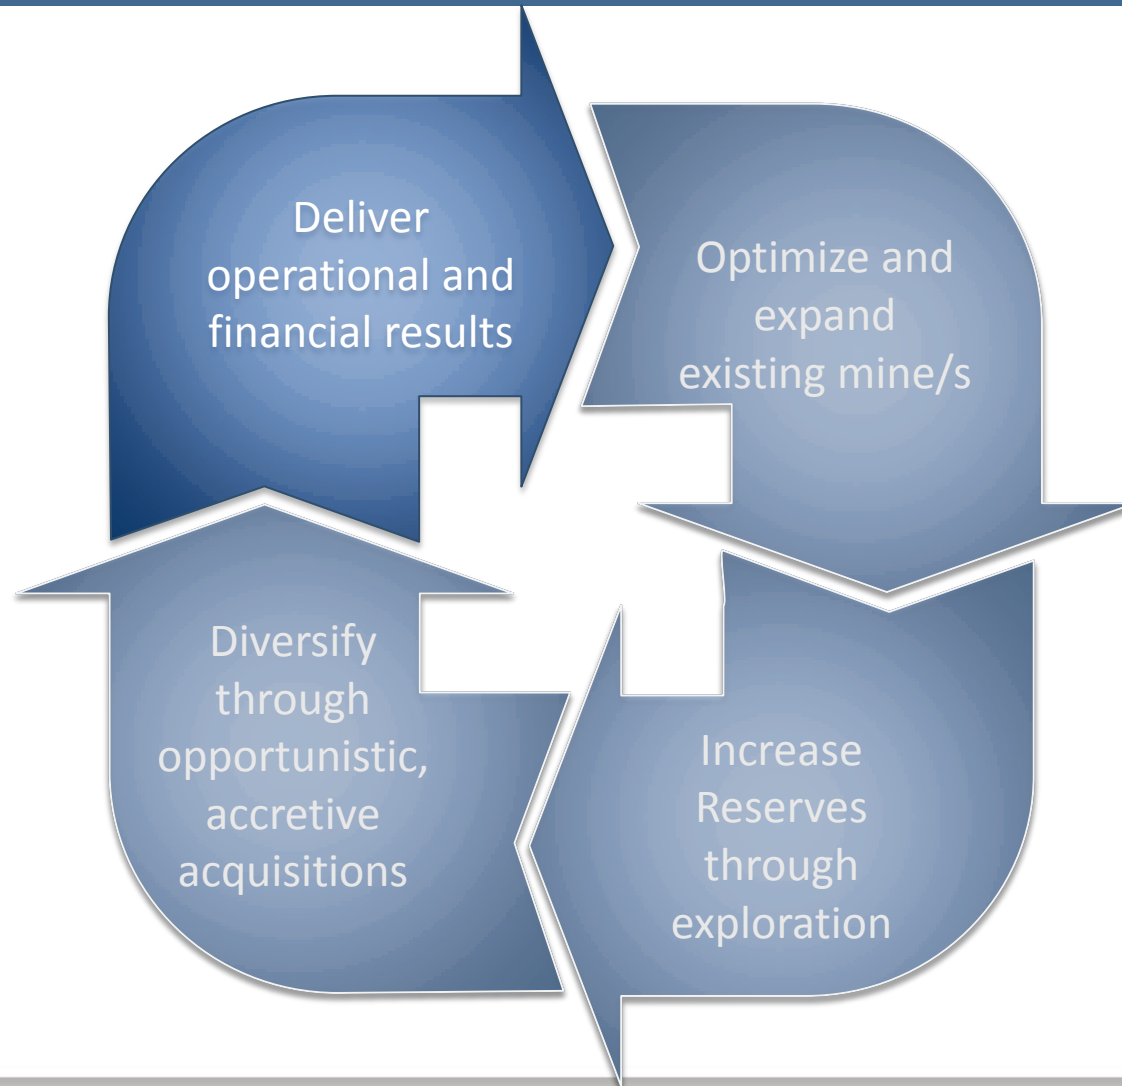 Deliver
operational and
financial results
Optimize and
expand
existing mine/s
Increase
Reserves
through
exploration
Diversify
through
opportunistic,
accretive
acquisitions